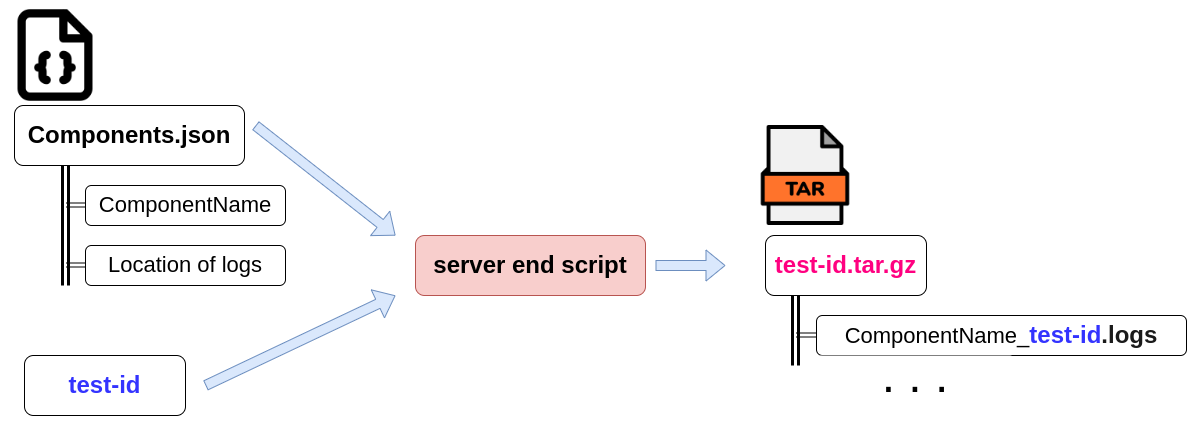 {}
Components.json
ComponentName
Location of logs
test-id
server end script
TAR
test-id.tar.gz
ComponentName_test-id.logs
. . .